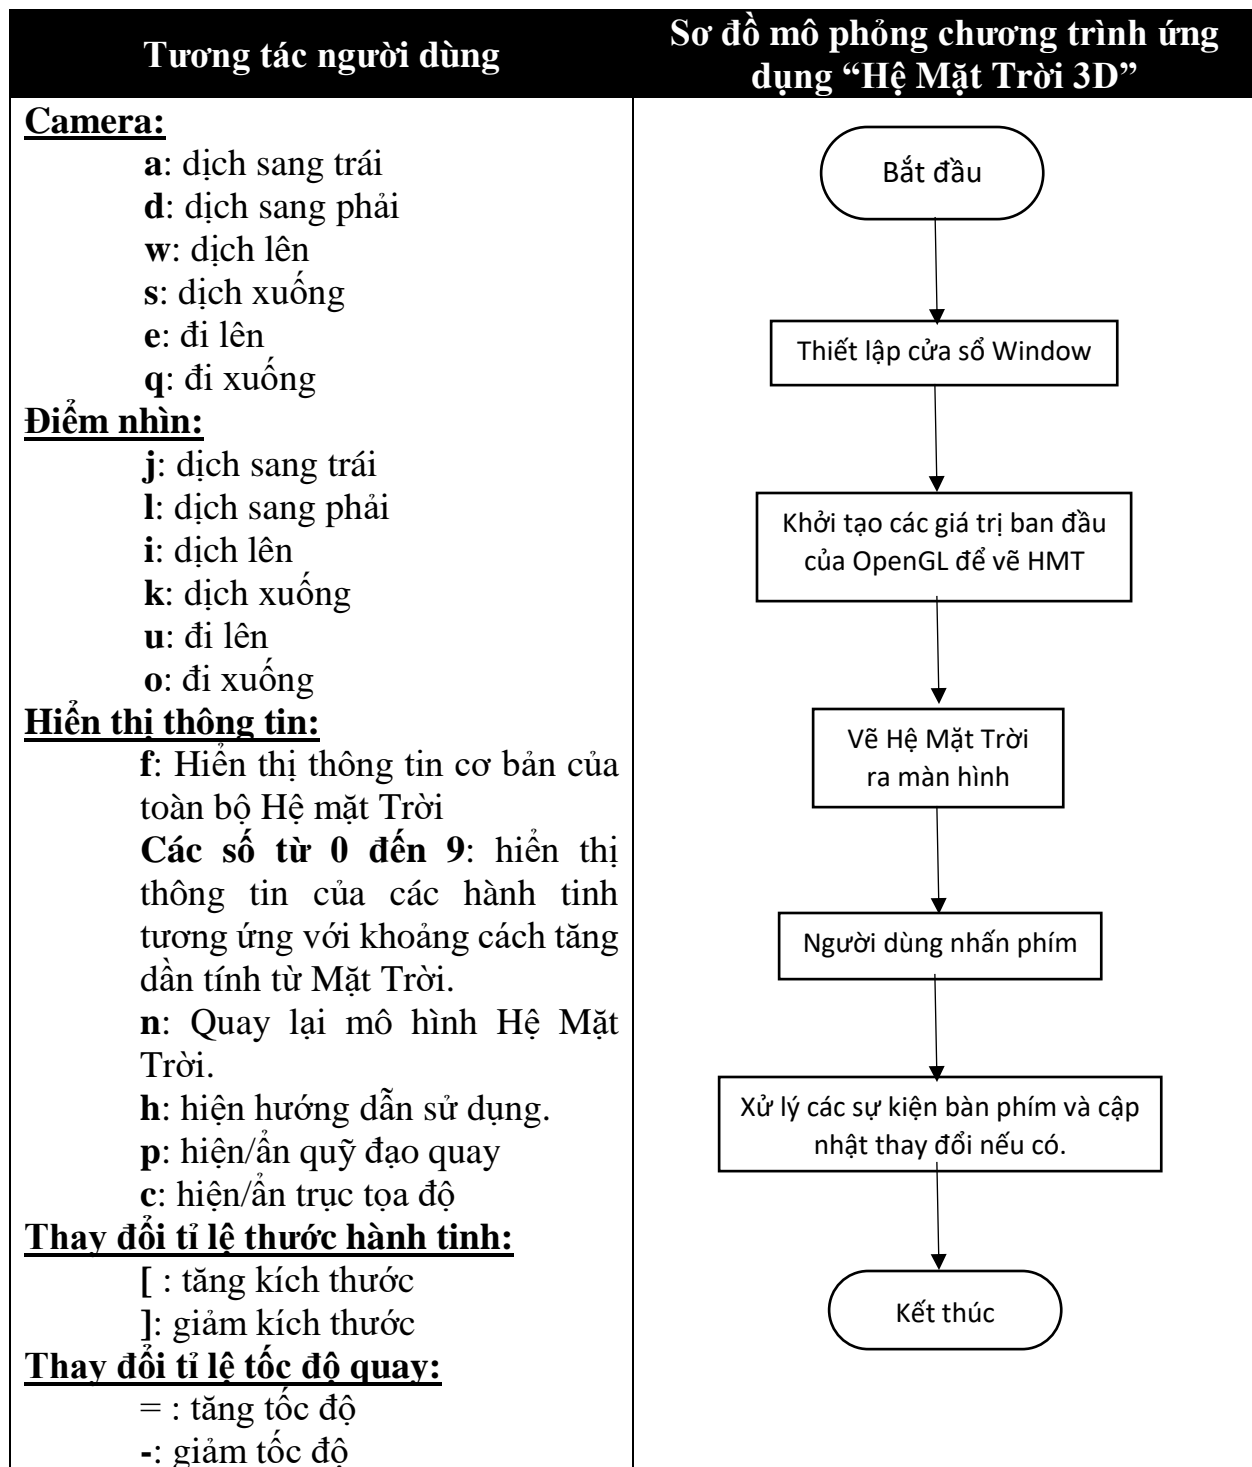 Tương tác người dùng
Sơ đồ mô phỏng chương trình ứng
dụng “Hệ Mặt Trời 3D”
Camera:
a: dịch sang trái
d: dịch sang phải
w: dịch lên
s: dịch xuống
e: đi lên
q: đi xuống
Điểm nhìn:
j: dịch sang trái
l: dịch sang phải
i: dịch lên
k: dịch xuống
u: đi lên
o: đi xuống
Hiển thị thông tin:
f: Hiển thị thông tin cơ bản của
toàn bộ Hệ mặt Trời
Các số từ 0 đến 9: hiển thị
thông tin của các hành tinh
tương ứng với khoảng cách tăng
dần tính từ Mặt Trời.
n: Quay lại mô hình Hệ Mặt
Trời.
h: hiện hướng dẫn sử dụng.
p: hiện/ẩn quỹ đạo quay
c: hiện/ẩn trục tọa độ
Thay đổi tỉ lệ thước hành tinh:
[ : tăng kích thước
]: giảm kích thước
Thay đổi tỉ lệ tốc độ quay:
= : tăng tốc độ
-: giảm tốc độ
Bắt đầu
Thiết lập cửa sổ Window
Khởi tạo các giá trị ban đầu
của OpenGL để vẽ HMT
Vẽ Hệ Mặt Trời
ra màn hình
Người dùng nhấn phím
Xử lý các sự kiện bàn phím và cập
nhật thay đổi nếu có.
Kết thúc